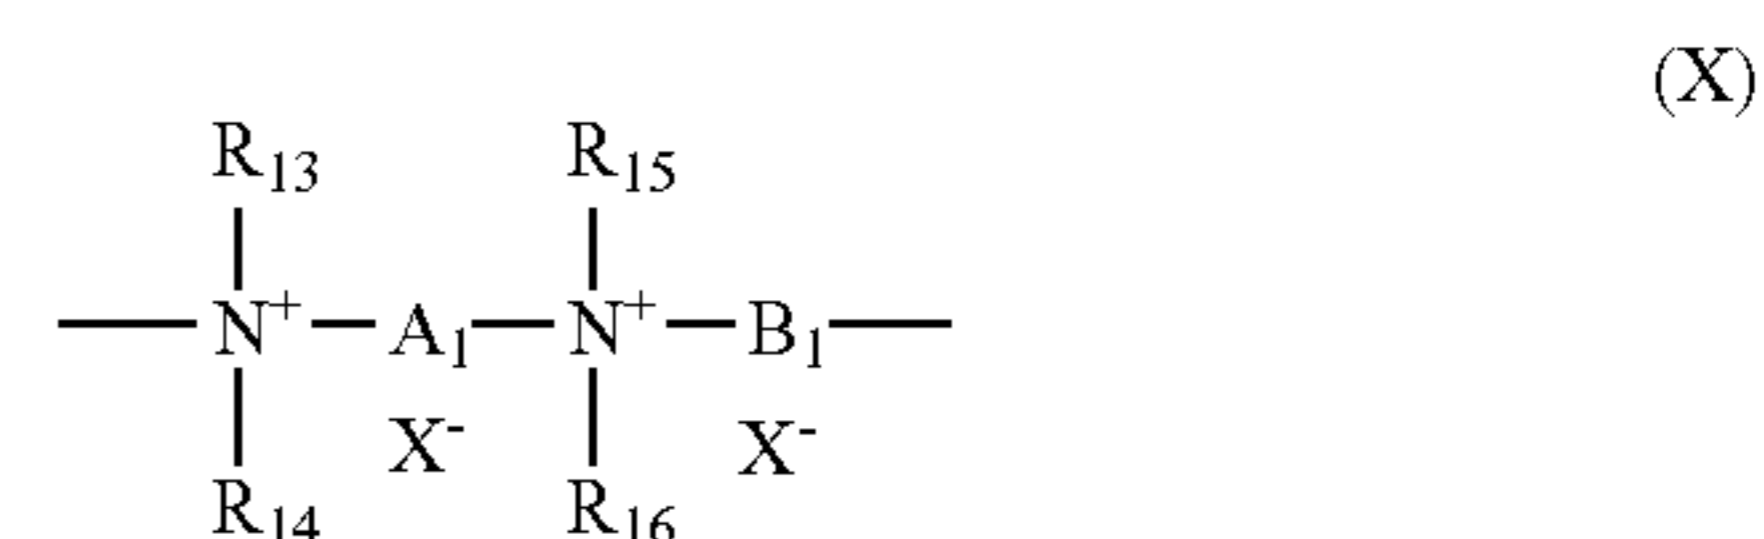 (X)
R13 R15
N+ A1 N+ B1
X- X-
R14 R16